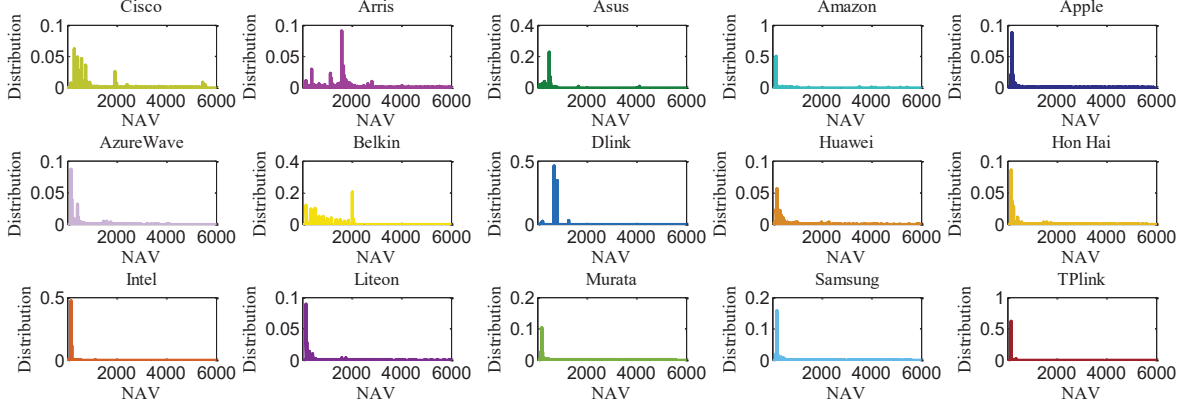 Cisco
Distribution
0.1
0.05
0
2000 4000 6000
NAV
Arris
Distribution
0.1
0.05
0
2000 4000 6000
NAV
Asus
Distribution
0.4
0.2
0
2000 4000 6000
NAV
Amazon
Distribution
1
0.5
0
2000 4000 6000
NAV
Apple
Distribution
0.1
0.05
0
2000 4000 6000
NAV
AzureWave
Distribution
0.1
0.05
0
2000 4000 6000
NAV
Belkin
Distribution
0.4
0.2
0
2000 4000 6000
NAV
Dlink
Distribution
0.5
0
2000 4000 6000
NAV
Huawei
Distribution
0.1
0.05
0
2000 4000 6000
NAV
Hon Hai
Distribution
0.1
0.05
0
2000 4000 6000
NAV
Intel
Distribution
0.5
0
2000 4000 6000
NAV
Liteon
Distribution
0.1
0.05
0
2000 4000 6000
NAV
Murata
Distribution
0.2
0.1
0
2000 4000 6000
NAV
Samsung
Distribution
0.2
0.1
0
2000 4000 6000
NAV
TPlink
Distribution
1
0.5
0
2000 4000 6000
NAV